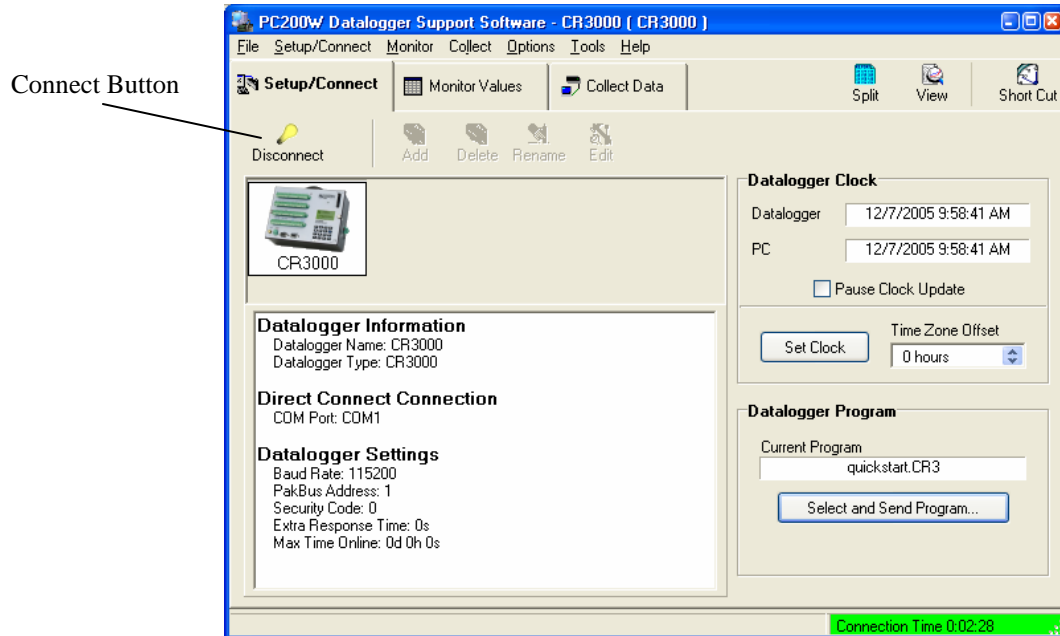 PC200W Datalogger Support Software - CR3000 ( CR3000 )
File Setup/Connect Monitor Collect Options Tools Help
Connect Button
Setup/Connect
Monitor Values
Collect Data
Split
View
Short Cut
Disconnect
Add
Delete
Rename
Edit
CR3000
Datalogger Information
Datalogger Name: CR3000
Datalogger Type: CR3000
Direct Connect Connection
COM Port: COM1
Datalogger Settings
Baud Rate: 115200
PakBus Address: 1
Security Code: 0
Extra Response Time: 0s
Max Time Online: 0d 0h 0s
Datalogger Clock
Datalogger 12/7/2005 9:58:41 AM
PC 12/7/2005 9:58:41 AM
Pause Clock Update
Set Clock
Time Zone Offset
0 hours
Datalogger Program
Current Program
quickstart.CR3
Select and Send Program...
Connection Time 0:02:28